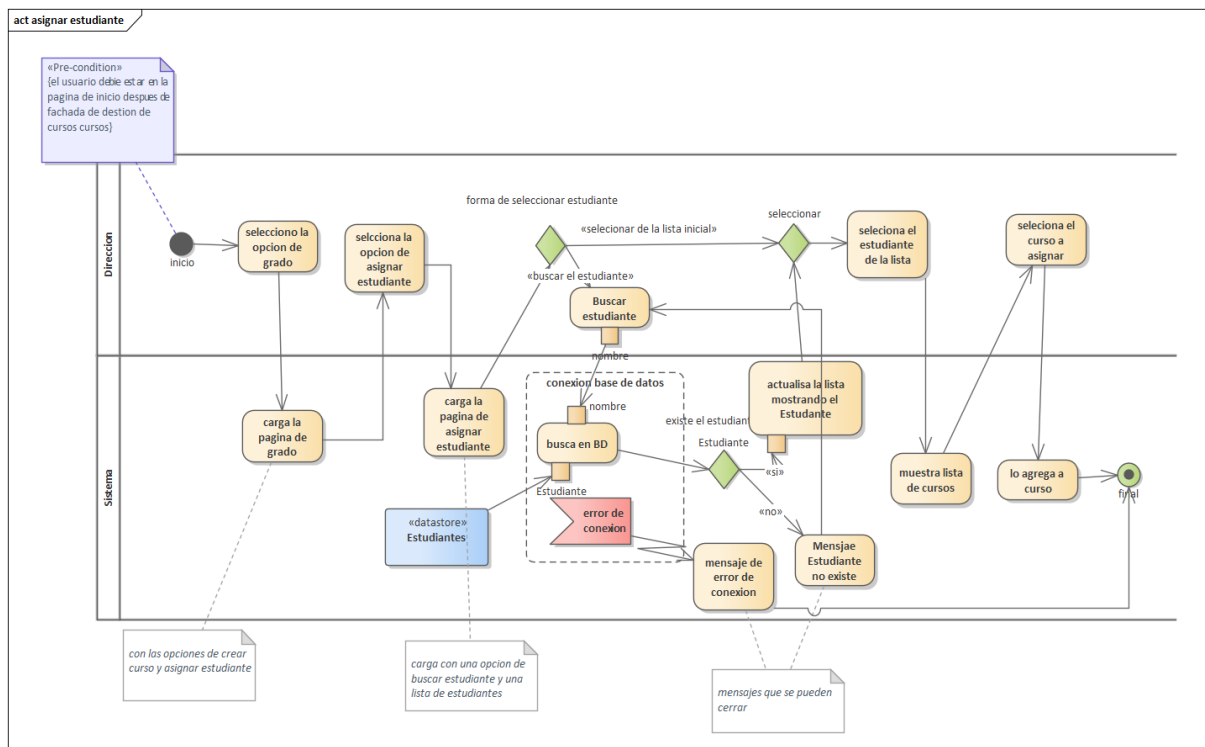 act asignar estudiante
«Pre-condition»
{el usuario debie estar en la
pagina de inicio despues de
fachada de destion de
cursos cursos}
Direccion
inicio
selecciono la
opcion de
grado
selcciona la
opcion de
asignar
estudiante
forma de seleccionar estudiante
«selecionar de la lista inicial»
«buscar el estudiante»
Buscar
estudiante
nombre
seleccionar
seleciona el
estudiante
de la lista
seleciona el
curso a
asignar
Sistema
carga la
pagina de
grado
carga la
pagina de
asignar
estudiante
conexion base de datos
nombre
busca en BD
Estudiante
«datastore»
Estudiantes
error de
conexion
existe el estudiant
Estudiante
«si»
«no»
actualisa la lista
mostrando el
Estudante
mensaje de
error de
conexion
Mensjae
Estudiante
no existe
muestra lista
de cursos
lo agrega a
curso
final
con las opciones de crear
curso y asignar estudiante
carga con una opcion de
buscar estudiante y una
lista de estudiantes
mensajes que se pueden
cerrar